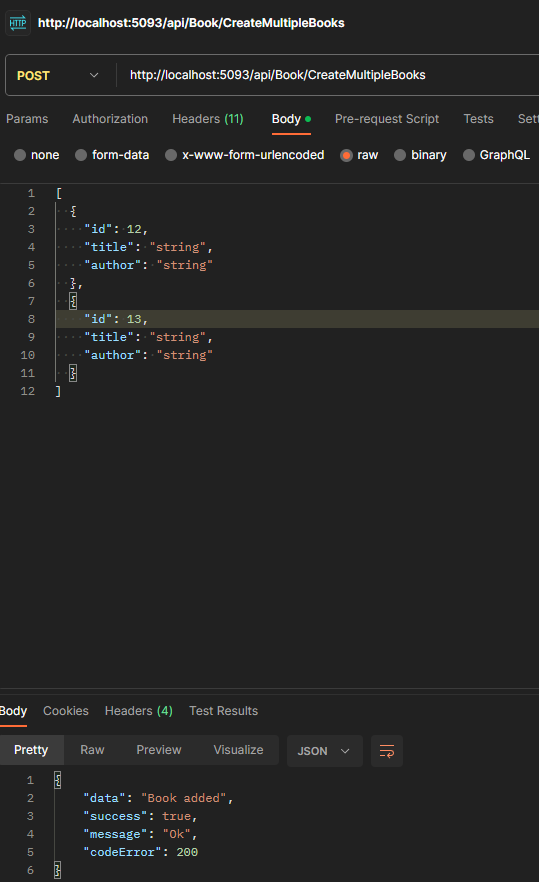 HTTP http://localhost:5093/api/Book/CreateMultipleBooks
POST http://localhost:5093/api/Book/CreateMultipleBooks
Params Authorization Headers (11) Body Pre-request Script Tests Sett
none form-data x-www-form-urlencoded raw binary GraphQL
1 [
2 {
3 "id": 12,
4 "title": "string",
5 "author": "string"
6 },
7 {
8 "id": 13,
9 "title": "string",
10 "author": "string"
11 }
12 ]
Body Cookies Headers (4) Test Results
Pretty Raw Preview Visualize JSON
1 {
2 "data": "Book added",
3 "success": true,
4 "message": "Ok",
5 "codeError": 200
6 }